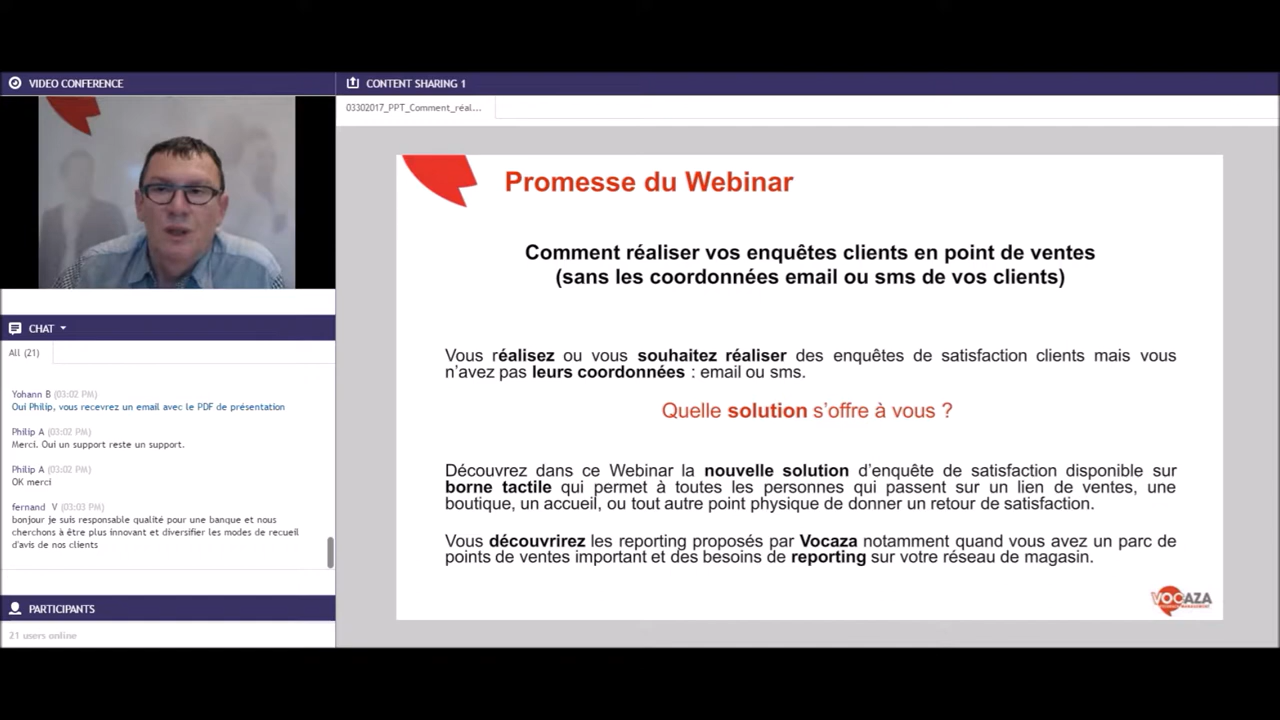 VIDEO CONFERENCE
CHAT
All (21)
Yohann B (03:02 PM)
Oui Philip, vous recevrez un email avec le PDF de présentation
Philip A (03:02 PM)
Merci. Oui un support reste un support.
Philip A (03:02 PM)
OK merci
fernand V (03:03 PM)
bonjour je suis responsable qualité pour une banque et nous
cherchons à être plus innovant et diversifier les modes de recueil
d'avis de nos clients
PARTICIPANTS
21 users online
CONTENT SHARING 1
03302017_PPT_Comment_réal...
Promesse du Webinar
Comment réaliser vos enquêtes clients en point de ventes
(sans les coordonnées email ou sms de vos clients)
Vous réalisez ou vous souhaitez réaliser des enquêtes de satisfaction clients mais vous
n'avez pas leurs coordonnées : email ou sms.
Quelle solution s'offre à vous ?
Découvrez dans ce Webinar la nouvelle solution d'enquête de satisfaction disponible sur
borne tactile qui permet à toutes les personnes qui passent sur un lien de ventes, une
boutique, un accueil, ou tout autre point physique de donner un retour de satisfaction.
Vous découvrirez les reporting proposés par Vocaza notamment quand vous avez un parc de
points de ventes important et des besoins de reporting sur votre réseau de magasin.
VOCAZA